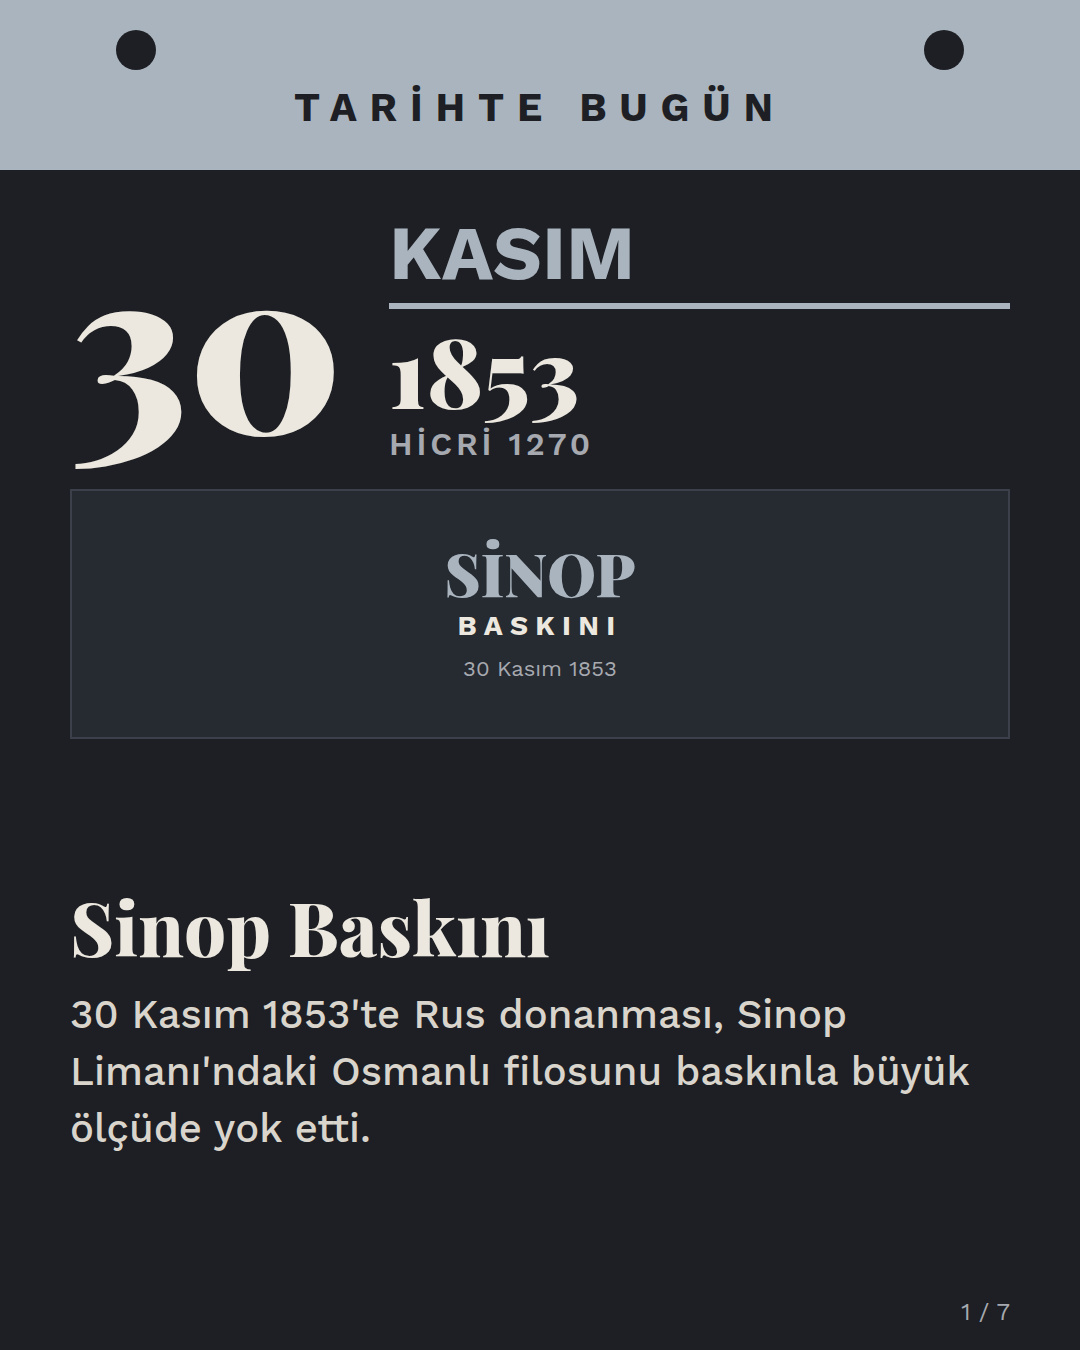 TARİHTE BUGÜN
30
KASIM
1853
HİCRİ 1270
SİNOP
BASKINI
30 Kasım 1853
Sinop Baskını
30 Kasım 1853'te Rus donanması, Sinop
Limanı'ndaki Osmanlı filosunu baskınla büyük
ölçüde yok etti.
1 / 7